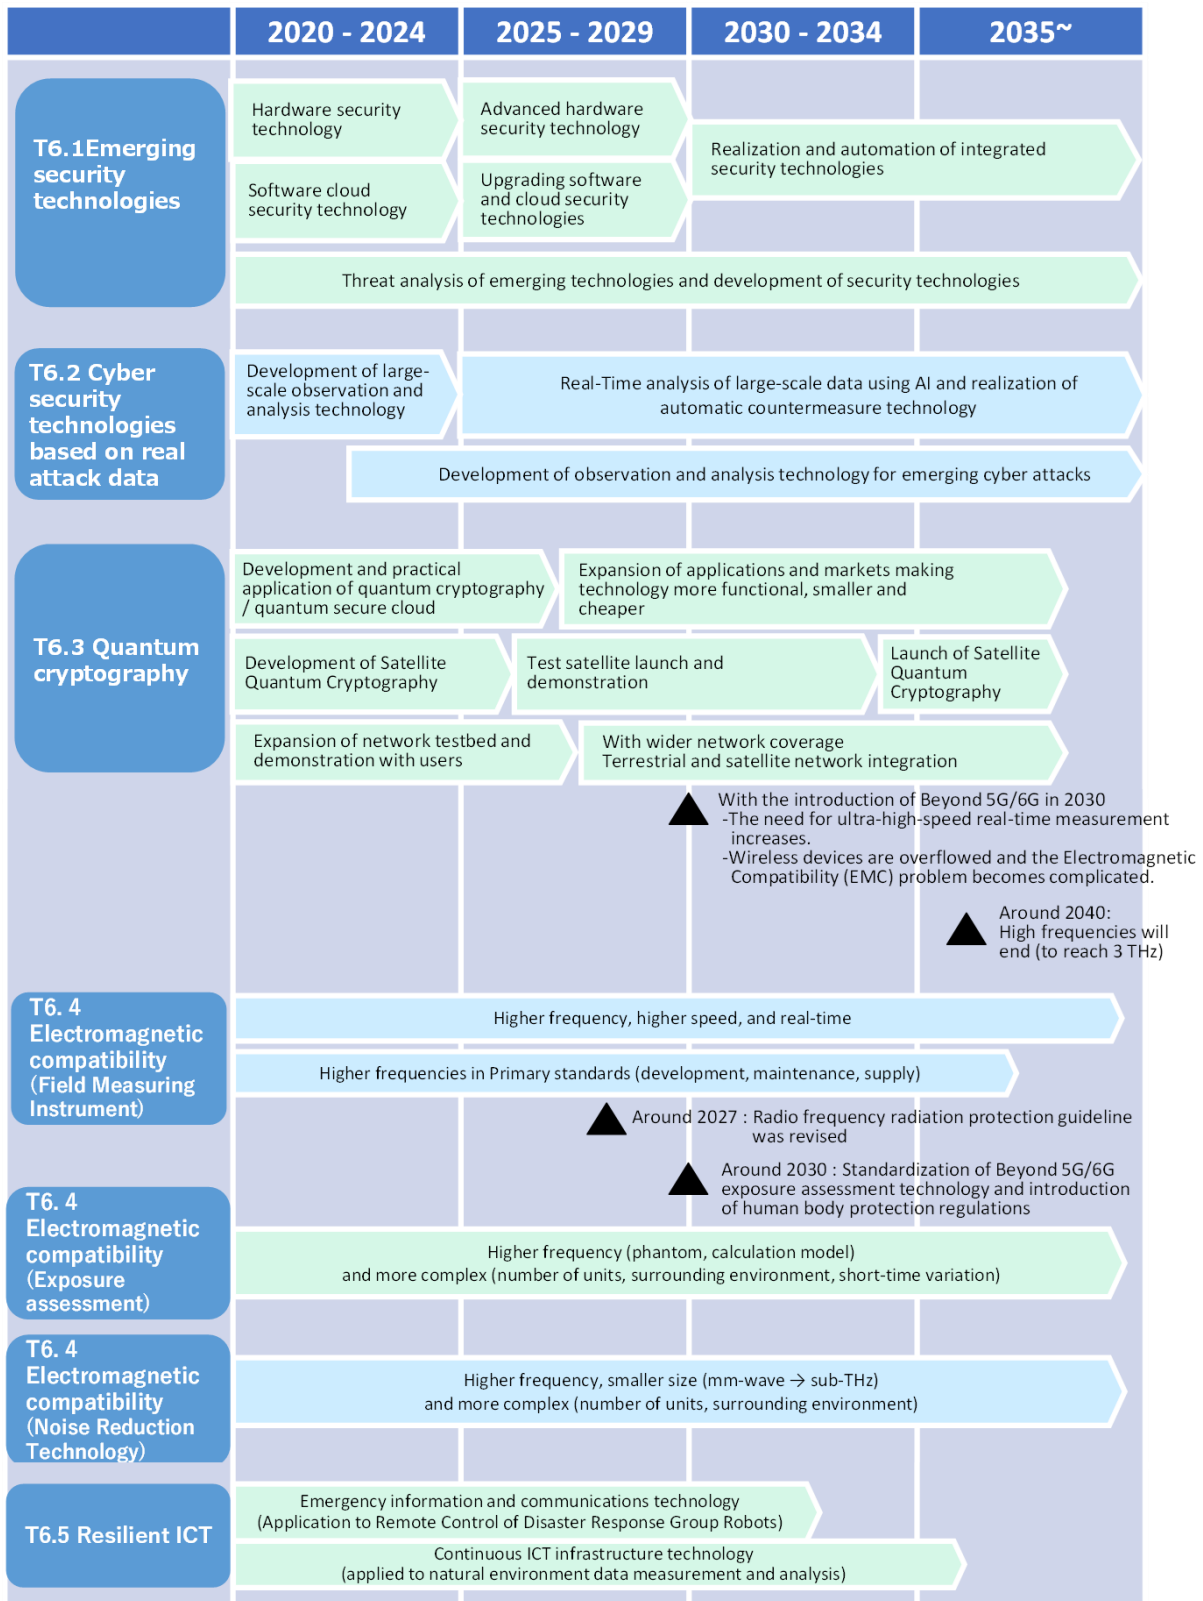 2020 - 2024
2025 - 2029
2030 - 2034
2035~
T6.1Emerging
security
technologies
Hardware security
technology
Advanced hardware
security technology
Realization and automation of integrated
security technologies
Software cloud
security technology
Upgrading software
and cloud security
technologies
Threat analysis of emerging technologies and development of security technologies
T6.2 Cyber
security
technologies
based on real
attack data
Development of large-
scale observation and
analysis technology
Real-Time analysis of large-scale data using AI and realization of
automatic countermeasure technology
Development of observation and analysis technology for emerging cyber attacks
T6.3 Quantum
cryptography
Development and practical
application of quantum cryptography
/ quantum secure cloud
Expansion of applications and markets making
technology more functional, smaller and
cheaper
Development of Satellite
Quantum Cryptography
Test satellite launch and
demonstration
Launch of Satellite
Quantum
Cryptography
Expansion of network testbed and
demonstration with users
With wider network coverage
Terrestrial and satellite network integration
With the introduction of Beyond 5G/6G in 2030
-The need for ultra-high-speed real-time measurement
increases.
-Wireless devices are overflowed and the Electromagnetic
Compatibility (EMC) problem becomes complicated.
Around 2040:
High frequencies will
end (to reach 3 THz)
T6. 4
Electromagnetic
compatibility
(Field Measuring
Instrument)
Higher frequency, higher speed, and real-time
Higher frequencies in Primary standards (development, maintenance, supply)
Around 2027 : Radio frequency radiation protection guideline
was revised
Around 2030 : Standardization of Beyond 5G/6G
exposure assessment technology and introduction
of human body protection regulations
T6. 4
Electromagnetic
compatibility
(Exposure
assessment)
Higher frequency (phantom, calculation model)
and more complex (number of units, surrounding environment, short-time variation)
T6. 4
Electromagnetic
compatibility
(Noise Reduction
Technology)
Higher frequency, smaller size (mm-wave → sub-THz)
and more complex (number of units, surrounding environment)
T6.5 Resilient ICT
Emergency information and communications technology
(Application to Remote Control of Disaster Response Group Robots)
Continuous ICT infrastructure technology
(applied to natural environment data measurement and analysis)